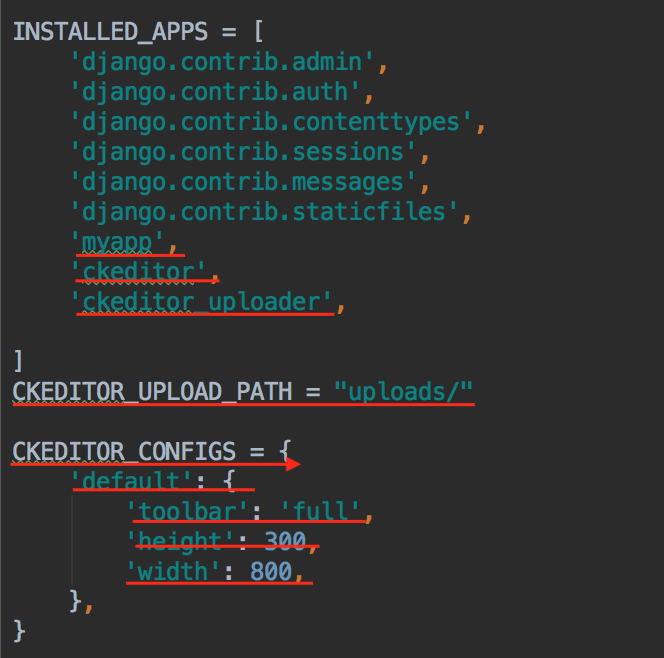 INSTALLED_APPS = [
    'django.contrib.admin',
    'django.contrib.auth',
    'django.contrib.contenttypes',
    'django.contrib.sessions',
    'django.contrib.messages',
    'django.contrib.staticfiles',
    'myapp',
    'ckeditor',
    'ckeditor_uploader',
]
CKEDITOR_UPLOAD_PATH = "uploads/"
CKEDITOR_CONFIGS = {
    'default': {
        'toolbar': 'full',
        'height': 300,
        'width': 800,
    },
}